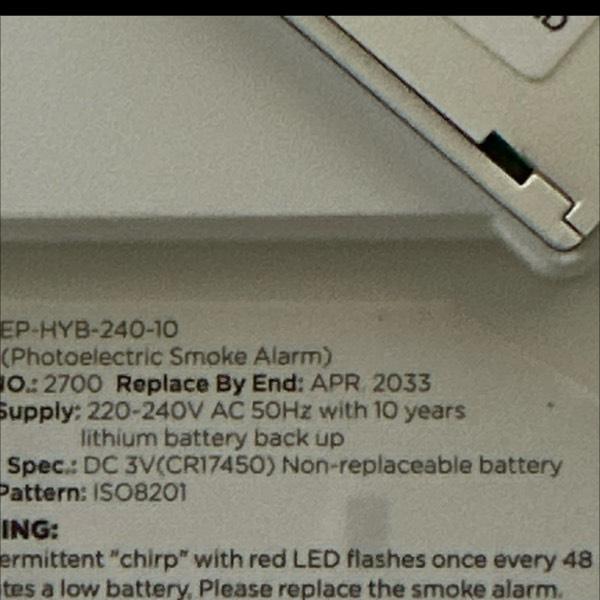 EP-HYB-240-10
(Photoelectric Smoke Alarm)
NO.: 2700 Replace By End: APR. 2033
Supply: 220-240V AC 50Hz with 10 years
lithium battery back up
Spec.: DC 3V(CR17450) Non-replaceable battery
Pattern: ISO8201
ING:
ermittent "chirp" with red LED flashes once every 48
tes a low battery, Please replace the smoke alarm.